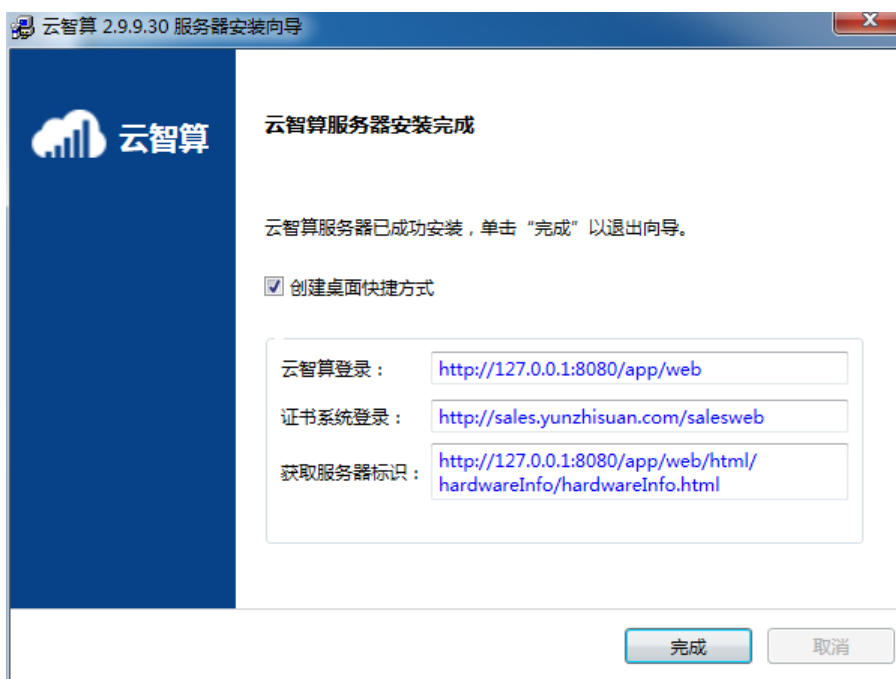 云智算 2.9.9.30 服务器安装向导
云智算
云智算服务器安装完成
云智算服务器已成功安装，单击“完成”以退出向导。
创建桌面快捷方式
云智算登录： http://127.0.0.1:8080/app/web
证书系统登录： http://sales.yunzhisuan.com/salesweb
获取服务器标识： http://127.0.0.1:8080/app/web/html/
hardwareInfo/hardwareInfo.html
完成 取消